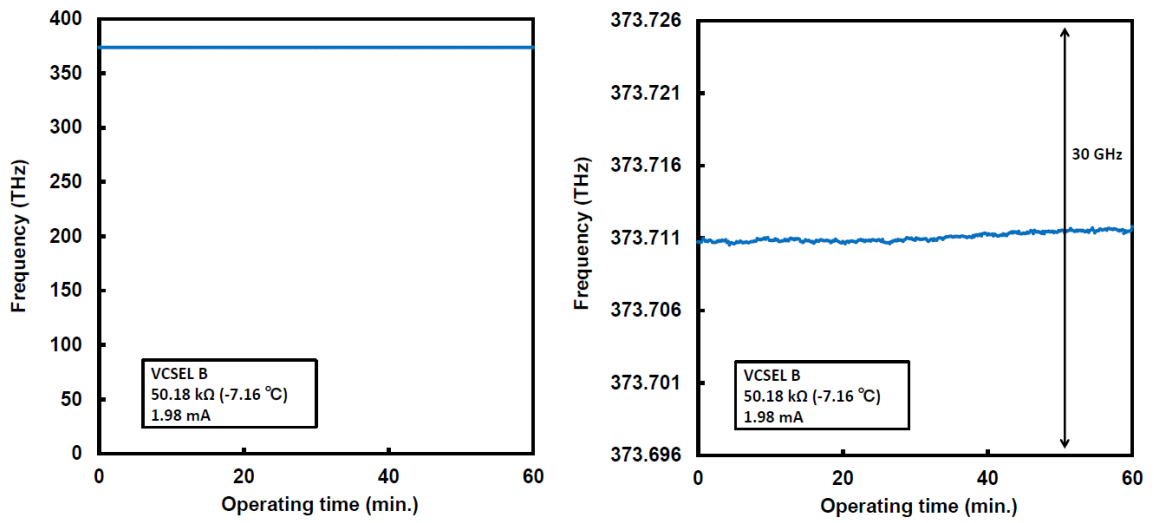 400
350
300
250
200
150
100
50
0
Frequency (THz)
VCSEL B
50.18 kΩ (-7.16 ℃)
1.98 mA
0 20 40 60
Operating time (min.)
373.726
373.721
373.716
373.711
373.706
373.701
373.696
Frequency (THz)
30 GHz
VCSEL B
50.18 kΩ (-7.16 ℃)
1.98 mA
0 20 40 60
Operating time (min.)